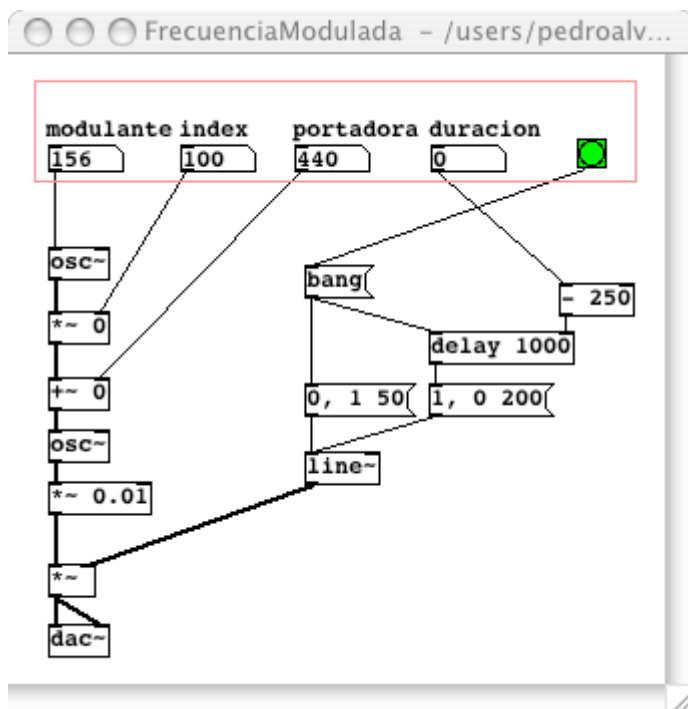 FrecuenciaModulada - /users/pedroalv...
modulante index portadora duracion
156 100 440 0
osc~
bang
- 250
*~ 0
delay 1000
+~ 0
0, 1 50
1, 0 200
osc~
line~
*~ 0.01
*~
dac~